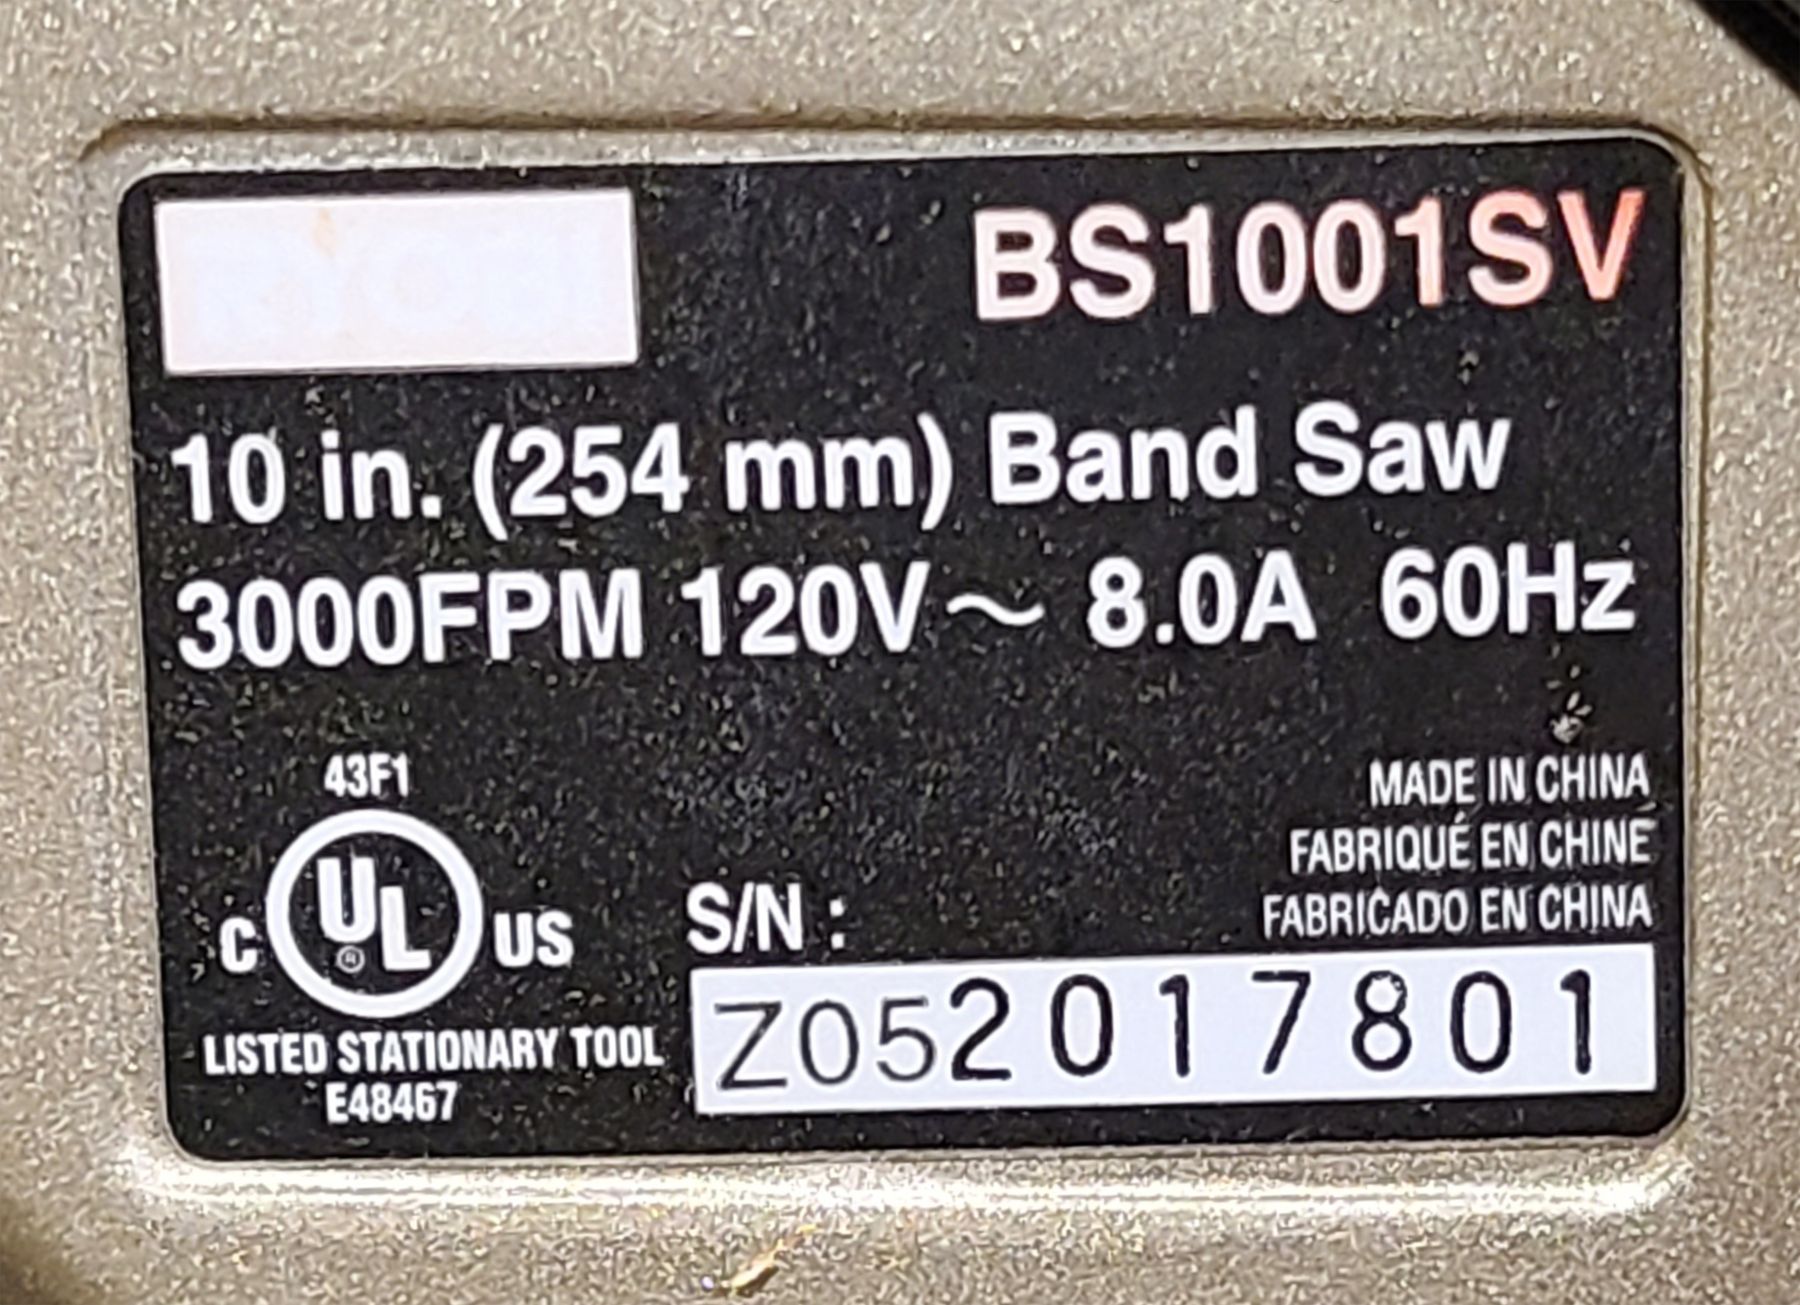 BS1001SV
10 in. (254 mm) Band Saw
3000FPM 120V ~ 8.0A 60Hz
43F1
C UL ® US
LISTED STATIONARY TOOL
E48467
MADE IN CHINA
FABRIQUÉ EN CHINE
FABRICADO EN CHINA
S/N :
Z052017801